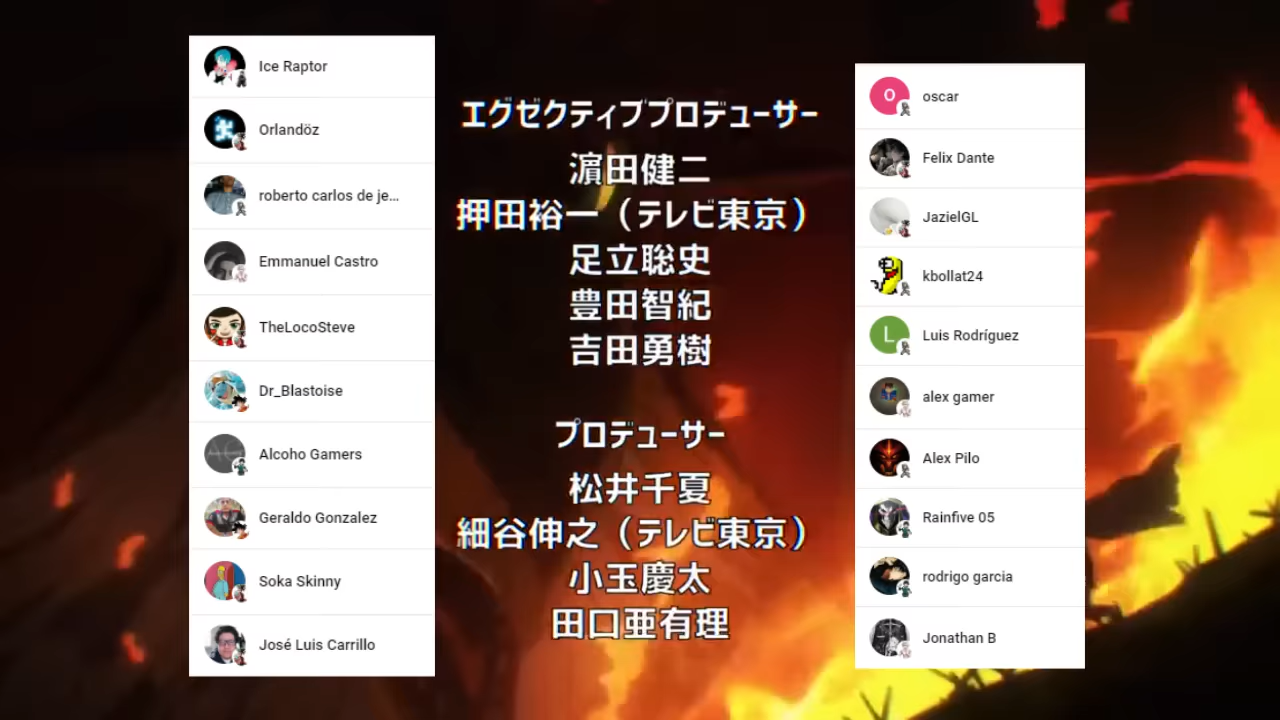 Ice Raptor
Orlandöz
roberto carlos de je...
Emmanuel Castro
TheLocoSteve
Dr_Blastoise
Alcoho Gamers
Geraldo Gonzalez
Soka Skinny
José Luis Carrillo
エグゼクティブプロデューサー
濵田健二
押田裕一（テレビ東京）
足立聡史
豊田智紀
吉田勇樹
プロデューサー
松井千夏
細谷伸之（テレビ東京）
小玉慶太
田口亜有理
O
oscar
Felix Dante
JazielGL
kbollat24
L
Luis Rodríguez
alex gamer
Alex Pilo
Rainfive 05
rodrigo garcia
Jonathan B